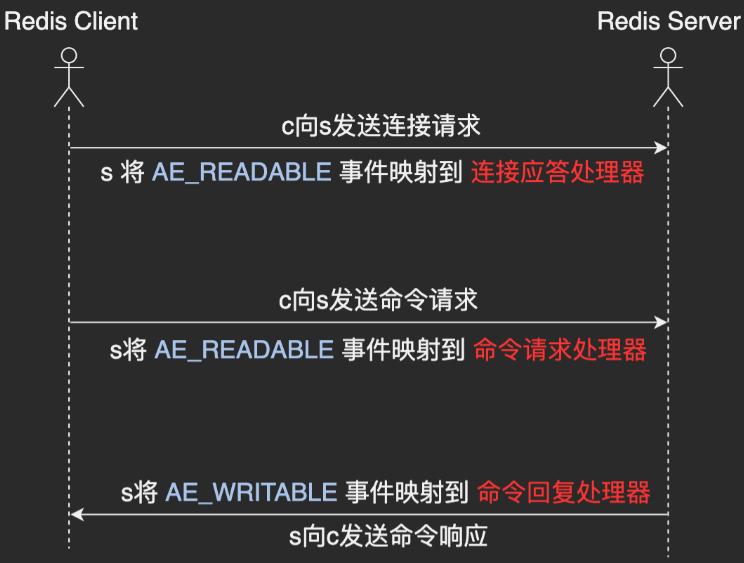 Redis Client
Redis Server
c向s发送连接请求
s 将 AE_READABLE 事件映射到 连接应答处理器
c向s发送命令请求
s将 AE_READABLE 事件映射到 命令请求处理器
s将 AE_WRITABLE 事件映射到 命令回复处理器
s向c发送命令响应